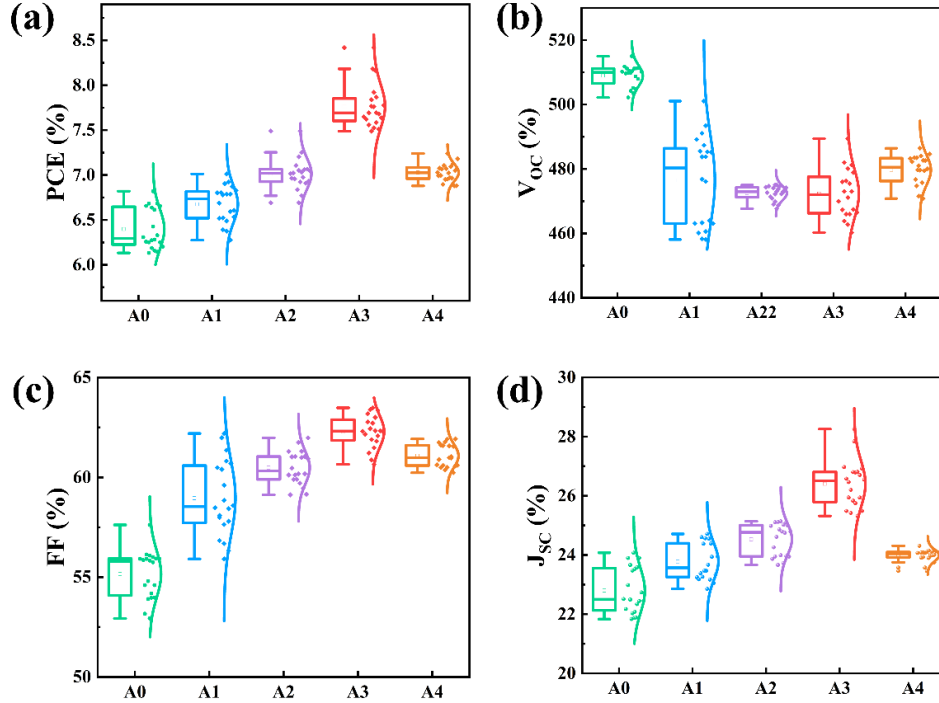 (a)
PCE (%)
8.5
8.0
7.5
7.0
6.5
6.0
A0 A1 A2 A3 A4
(b)
V_OC (%)
520
500
480
460
440
A0 A1 A22 A3 A4
(c)
FF (%)
65
60
55
50
A0 A1 A2 A3 A4
(d)
J_SC (%)
30
28
26
24
22
20
A0 A1 A2 A3 A4